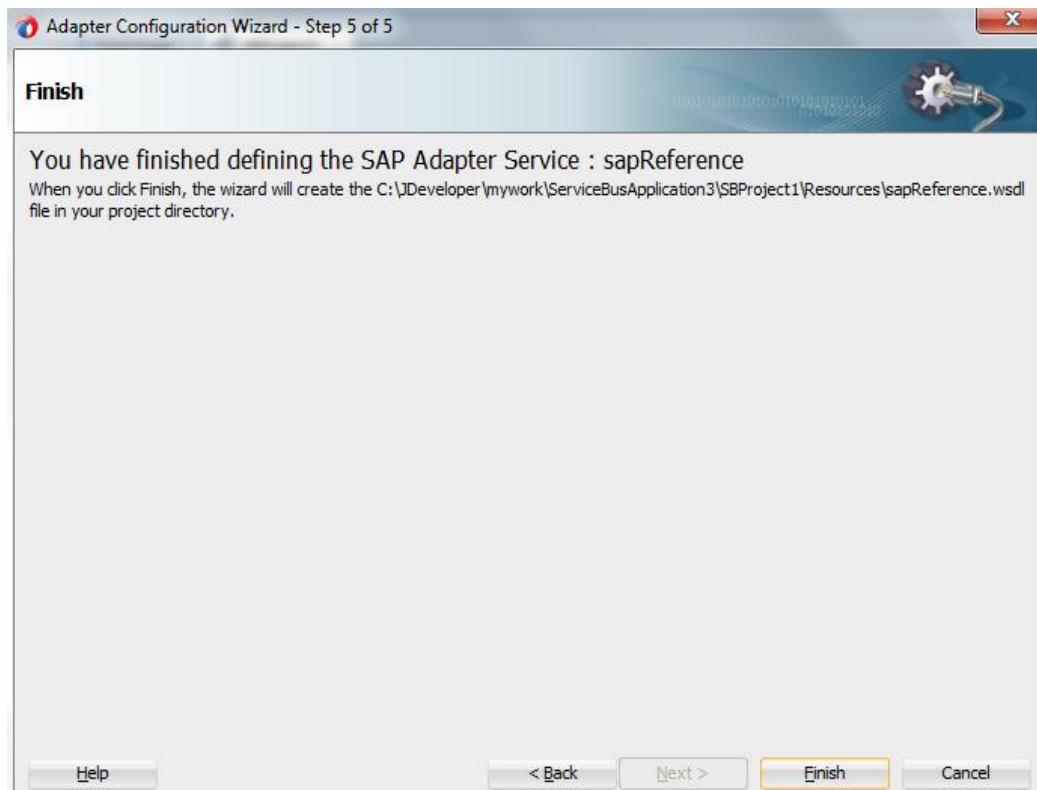 Adapter Configuration Wizard - Step 5 of 5
Finish
You have finished defining the SAP Adapter Service : sapReference
When you click Finish, the wizard will create the C:\JDeveloper\mywork\ServiceBusApplication3\SBProject1\Resources\sapReference.wsdl
file in your project directory.
Help
< Back
Next >
Finish
Cancel